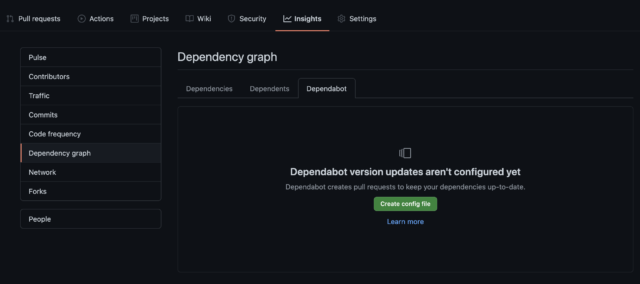 Pull requests Actions Projects Wiki Security Insights Settings
Pulse
Contributors
Traffic
Commits
Code frequency
Dependency graph
Network
Forks
People
Dependency graph
Dependencies Dependents Dependabot
Dependabot version updates aren't configured yet
Dependabot creates pull requests to keep your dependencies up-to-date.
Create config file
Learn more